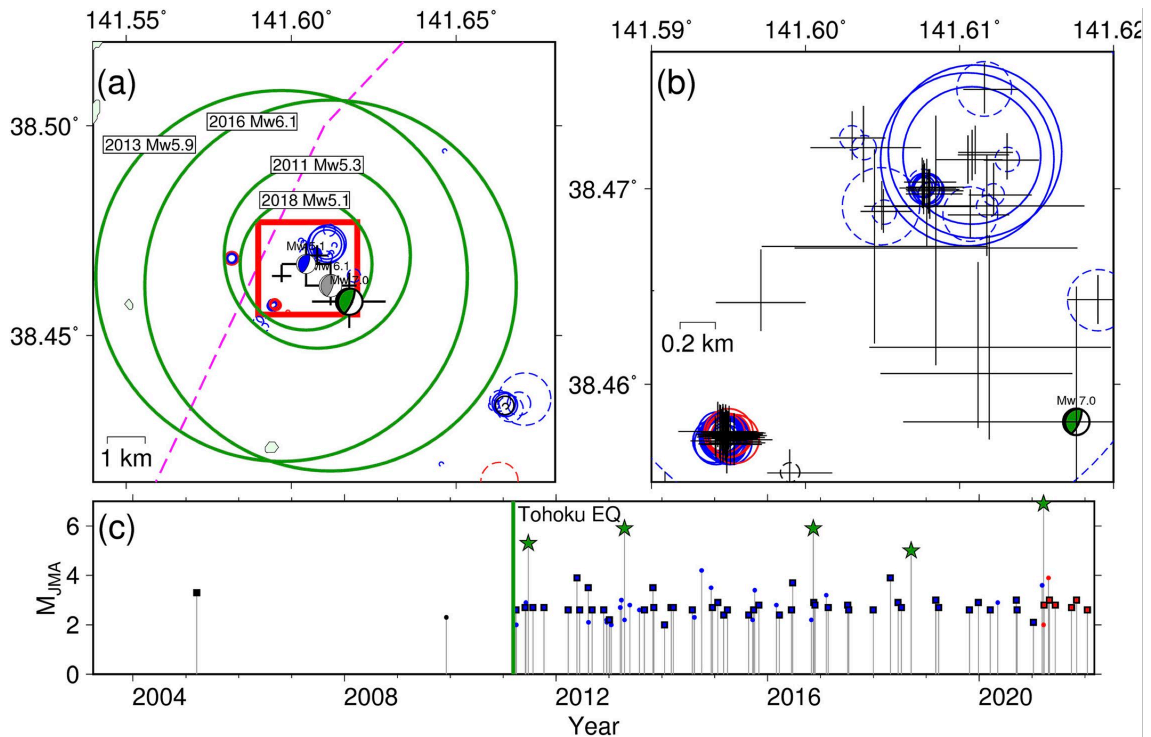 141.55° 141.60° 141.65°
141.59° 141.60° 141.61° 141.62
(a)
(b)
38.50°
38.45°
38.47°
38.46°
2016 Mw6.1
2013 Mw5.9
2011 Mw5.3
2018 Mw5.1
Mw5.1
Mw6.1
Mw7.0
1 km
0.2 km
Mw7.0
(c)
Tohoku EQ
M_JMA
6
4
2
0
2004 2008 2012 2016 2020
Year